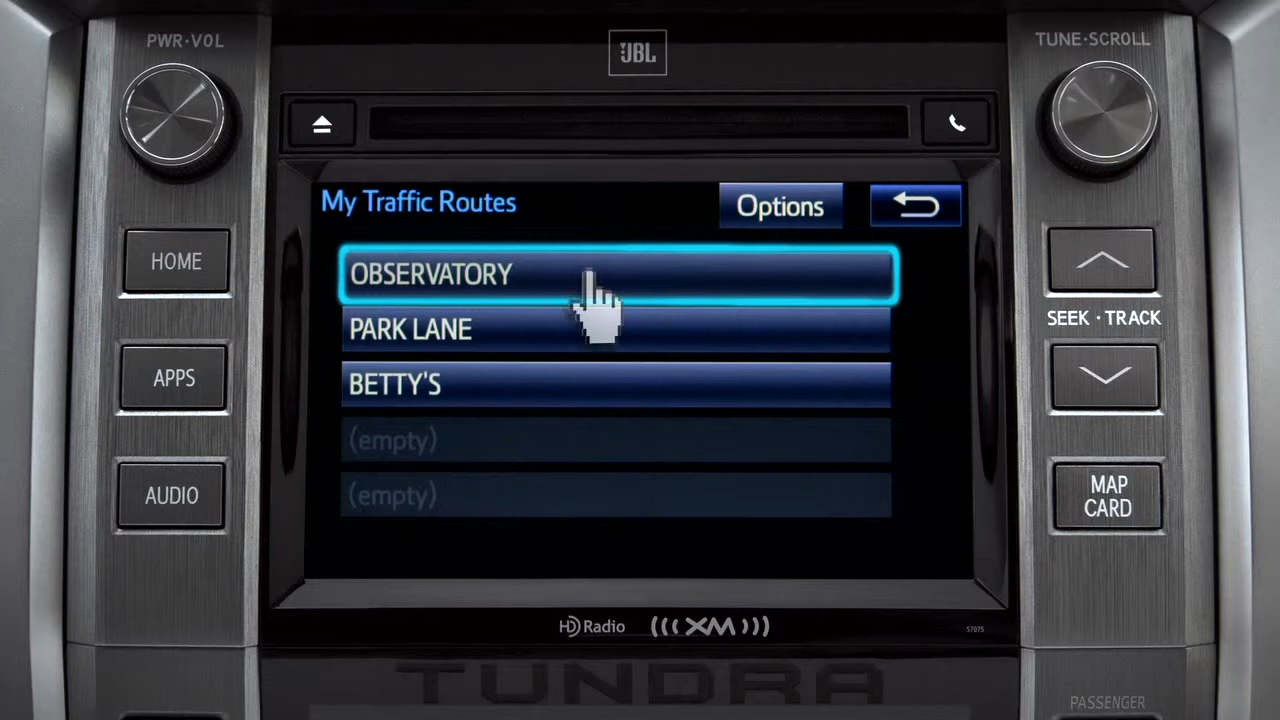 PWR·VOL
JBL
TUNE·SCROLL
My Traffic Routes
Options
HOME
OBSERVATORY
PARK LANE
SEEK · TRACK
APPS
BETTY'S
(empty)
AUDIO
(empty)
MAP
CARD
HD Radio
((( XM )))
57075
TUNDRA
PASSENGER